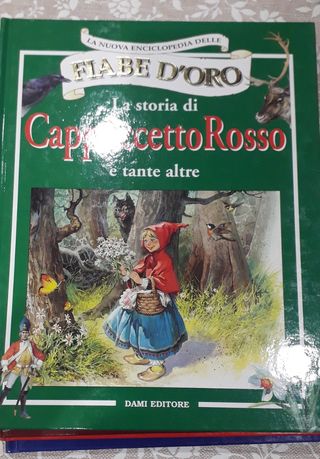 LA NUOVA ENCICLOPEDIA DELLE
FIABE D'ORO
La storia di
CappuccettoRosso
e tante altre
DAMI EDITORE